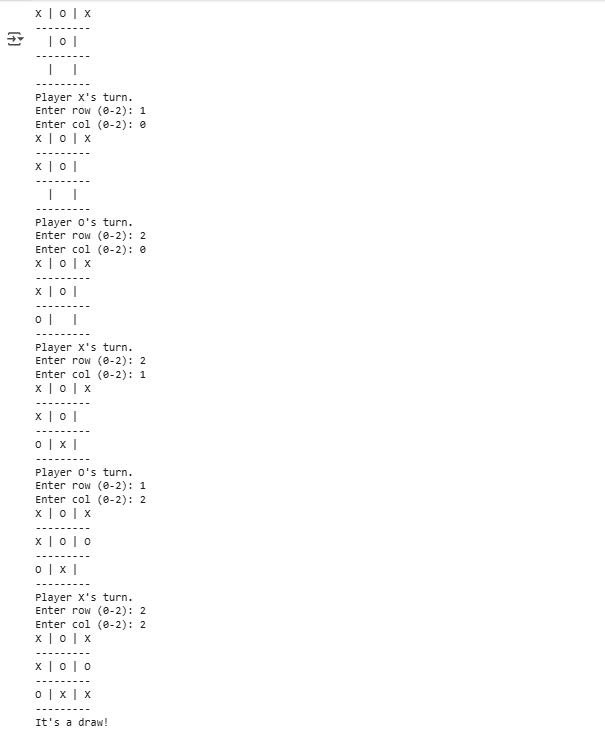 X | O | X
---------
  | O |
---------
  |   |
---------
Player X's turn.
Enter row (0-2): 1
Enter col (0-2): 0
X | O | X
---------
X | O |
---------
  |   |
---------
Player O's turn.
Enter row (0-2): 2
Enter col (0-2): 0
X | O | X
---------
X | O |
---------
O |   |
---------
Player X's turn.
Enter row (0-2): 2
Enter col (0-2): 1
X | O | X
---------
X | O |
---------
O | X |
---------
Player O's turn.
Enter row (0-2): 1
Enter col (0-2): 2
X | O | X
---------
X | O | O
---------
O | X |
---------
Player X's turn.
Enter row (0-2): 2
Enter col (0-2): 2
X | O | X
---------
X | O | O
---------
O | X | X
---------
It's a draw!